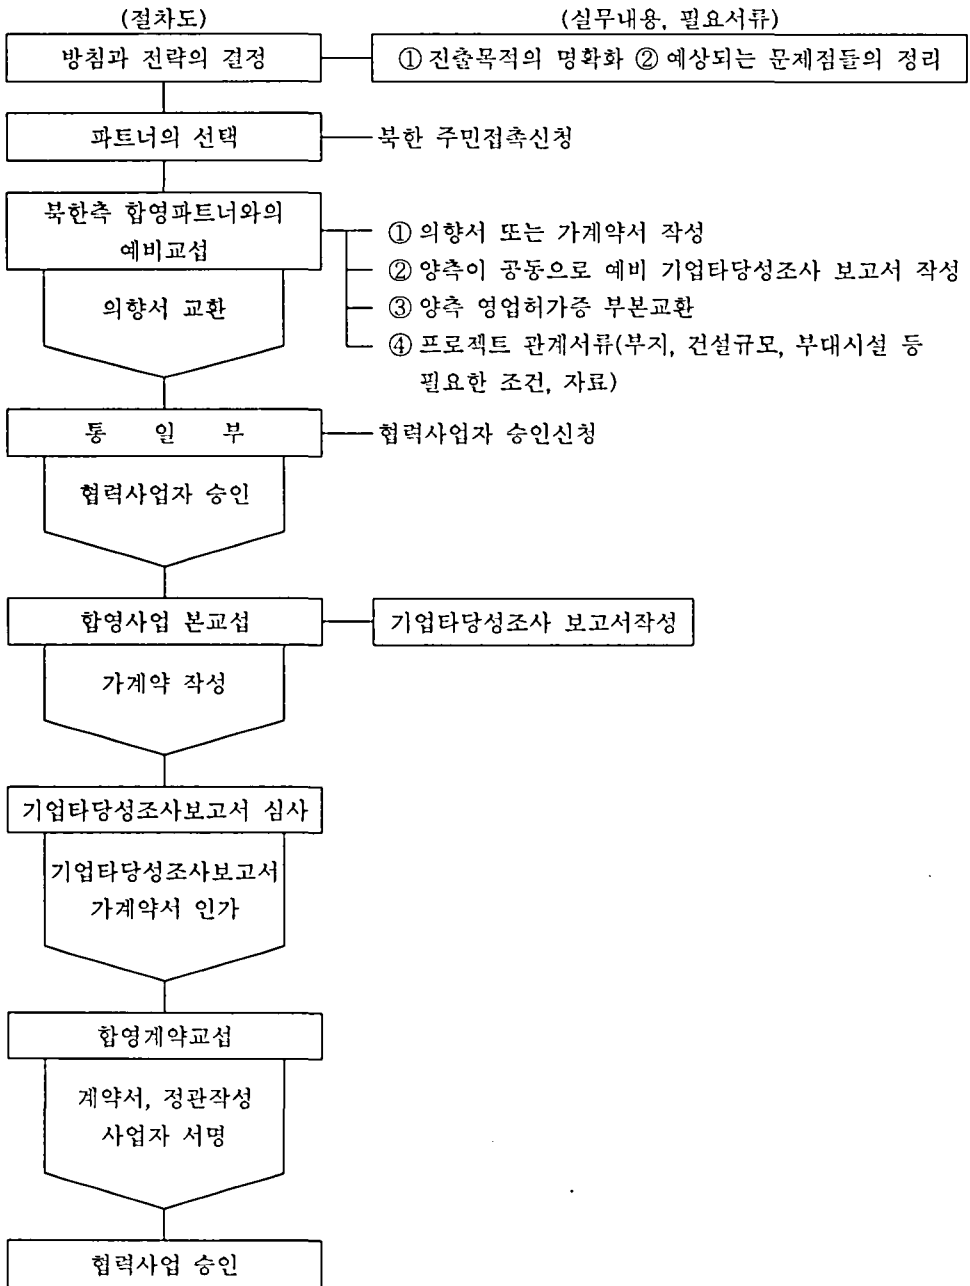 (절차도)
(실무내용, 필요서류)
방침과 전략의 결정
① 진출목적의 명확화 ② 예상되는 문제점들의 정리
파트너의 선택
북한 주민접촉신청
북한측 합영파트너와의
예비교섭
의향서 교환
① 의향서 또는 가계약서 작성
② 양측이 공동으로 예비 기업타당성조사 보고서 작성
③ 양측 영업허가증 부본교환
④ 프로젝트 관계서류(부지, 건설규모, 부대시설 등
필요한 조건, 자료)
통 일 부
협력사업자 승인신청
협력사업자 승인
합영사업 본교섭
기업타당성조사 보고서작성
가계약 작성
기업타당성조사보고서 심사
기업타당성조사보고서
가계약서 인가
합영계약교섭
계약서, 정관작성
사업자 서명
협력사업 승인